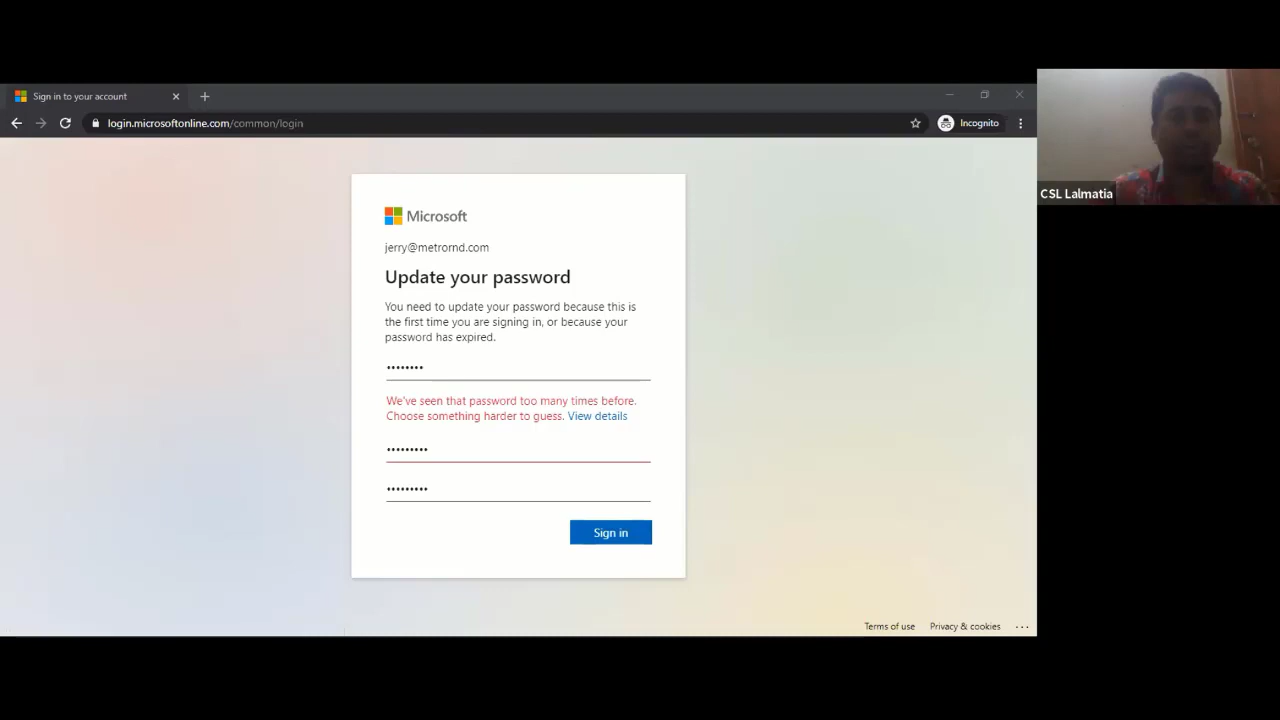 Sign in to your account
login.microsoftonline.com/common/login
Incognito
CSL Lalmatia
Microsoft
jerry@metrornd.com
Update your password
You need to update your password because this is
the first time you are signing in, or because your
password has expired.
••••••••
We've seen that password too many times before.
Choose something harder to guess. View details
•••••••••
•••••••••
Sign in
Terms of use Privacy & cookies ...